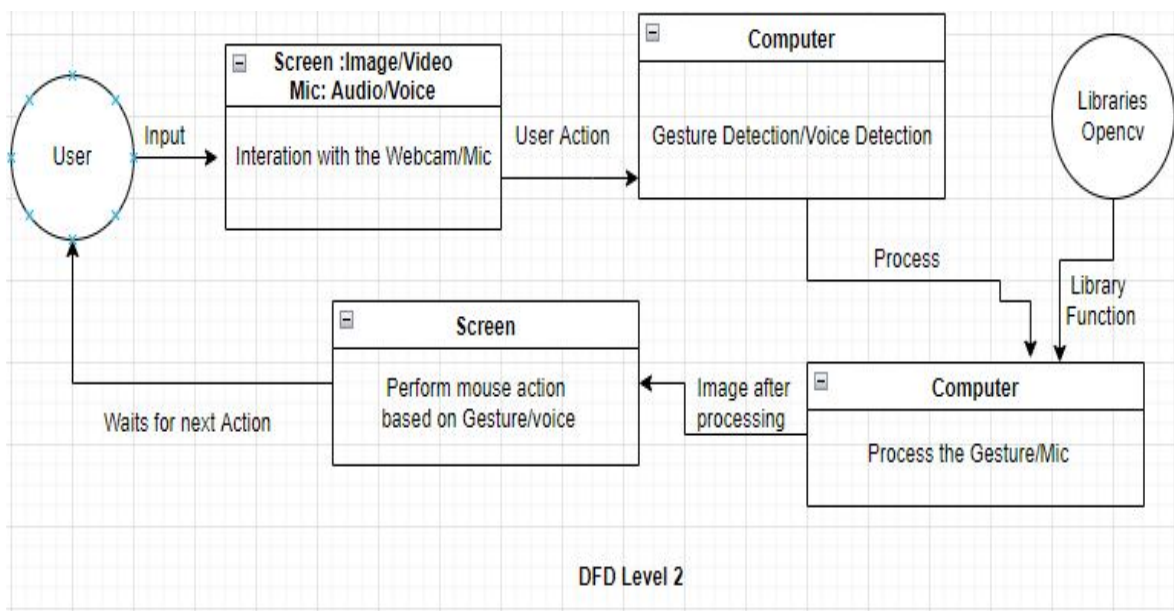 User
Input
Screen :Image/Video
Mic: Audio/Voice
Interation with the Webcam/Mic
User Action
Computer
Gesture Detection/Voice Detection
Libraries
Opencv
Process
Library
Function
Computer
Process the Gesture/Mic
Image after
processing
Screen
Perform mouse action
based on Gesture/voice
Waits for next Action
DFD Level 2